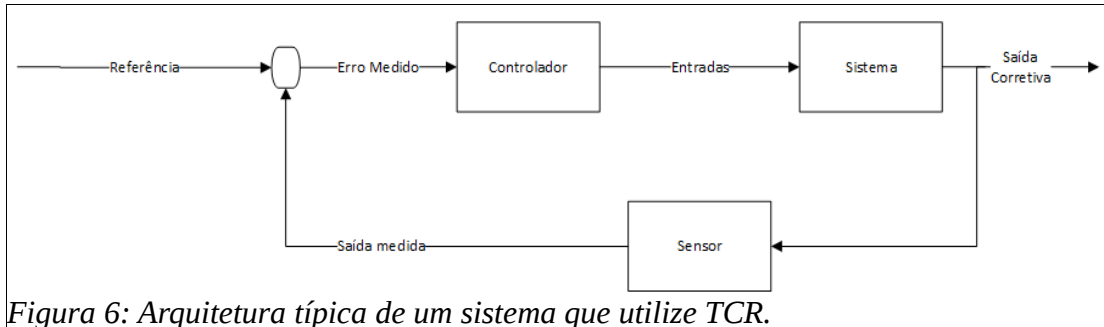 Referência
Erro Medido
Controlador
Entradas
Sistema
Saída
Corretiva
Saída medida
Sensor
Figura 6: Arquitetura típica de um sistema que utilize TCR.